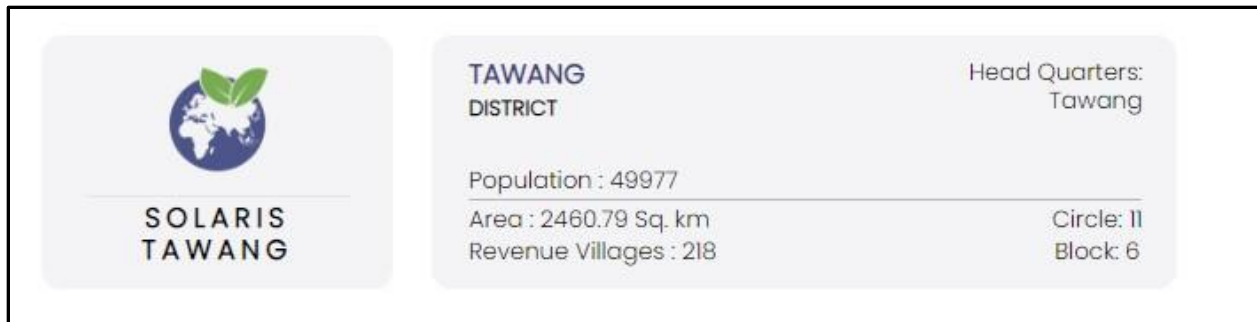 SOLARIS
TAWANG
TAWANG
DISTRICT
Head Quarters:
Tawang
Population : 49977
Area : 2460.79 Sq. km
Revenue Villages : 218
Circle: 11
Block: 6